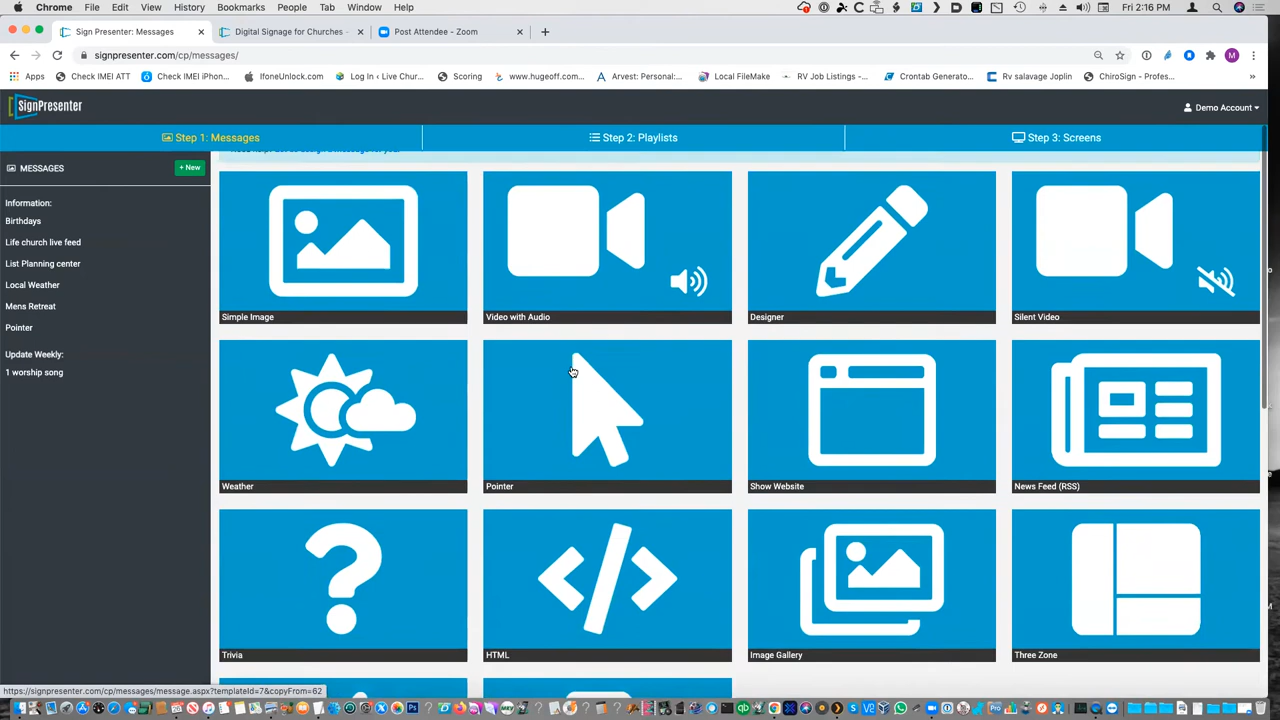 Chrome File Edit View History Bookmarks People Tab Window Help Fri 2:16 PM
Sign Presenter: Messages Digital Signage for Churches - Post Attendee - Zoom
signpresenter.com/cp/messages/ M
Apps Check IMEI ATT Check IMEI iPhon... IfoneUnlock.com Log In ‹ Live Chur... Scoring www.hugeoff.com... Arvest: Personal:... Local FileMake RV Job Listings -... Crontab Generato... Rv salavage Joplin ChiroSign - Profes... »
SignPresenter Demo Account
Step 1: Messages Step 2: Playlists Step 3: Screens
MESSAGES + New
Information:
Birthdays
Life church live feed
List Planning center
Local Weather
Mens Retreat
Pointer
Update Weekly:
1 worship song
Simple Image Video with Audio Designer Silent Video
Weather Pointer Show Website News Feed (RSS)
Trivia HTML Image Gallery Three Zone
https://signpresenter.com/cp/messages/message.aspx?templateId=7&copyFrom=62